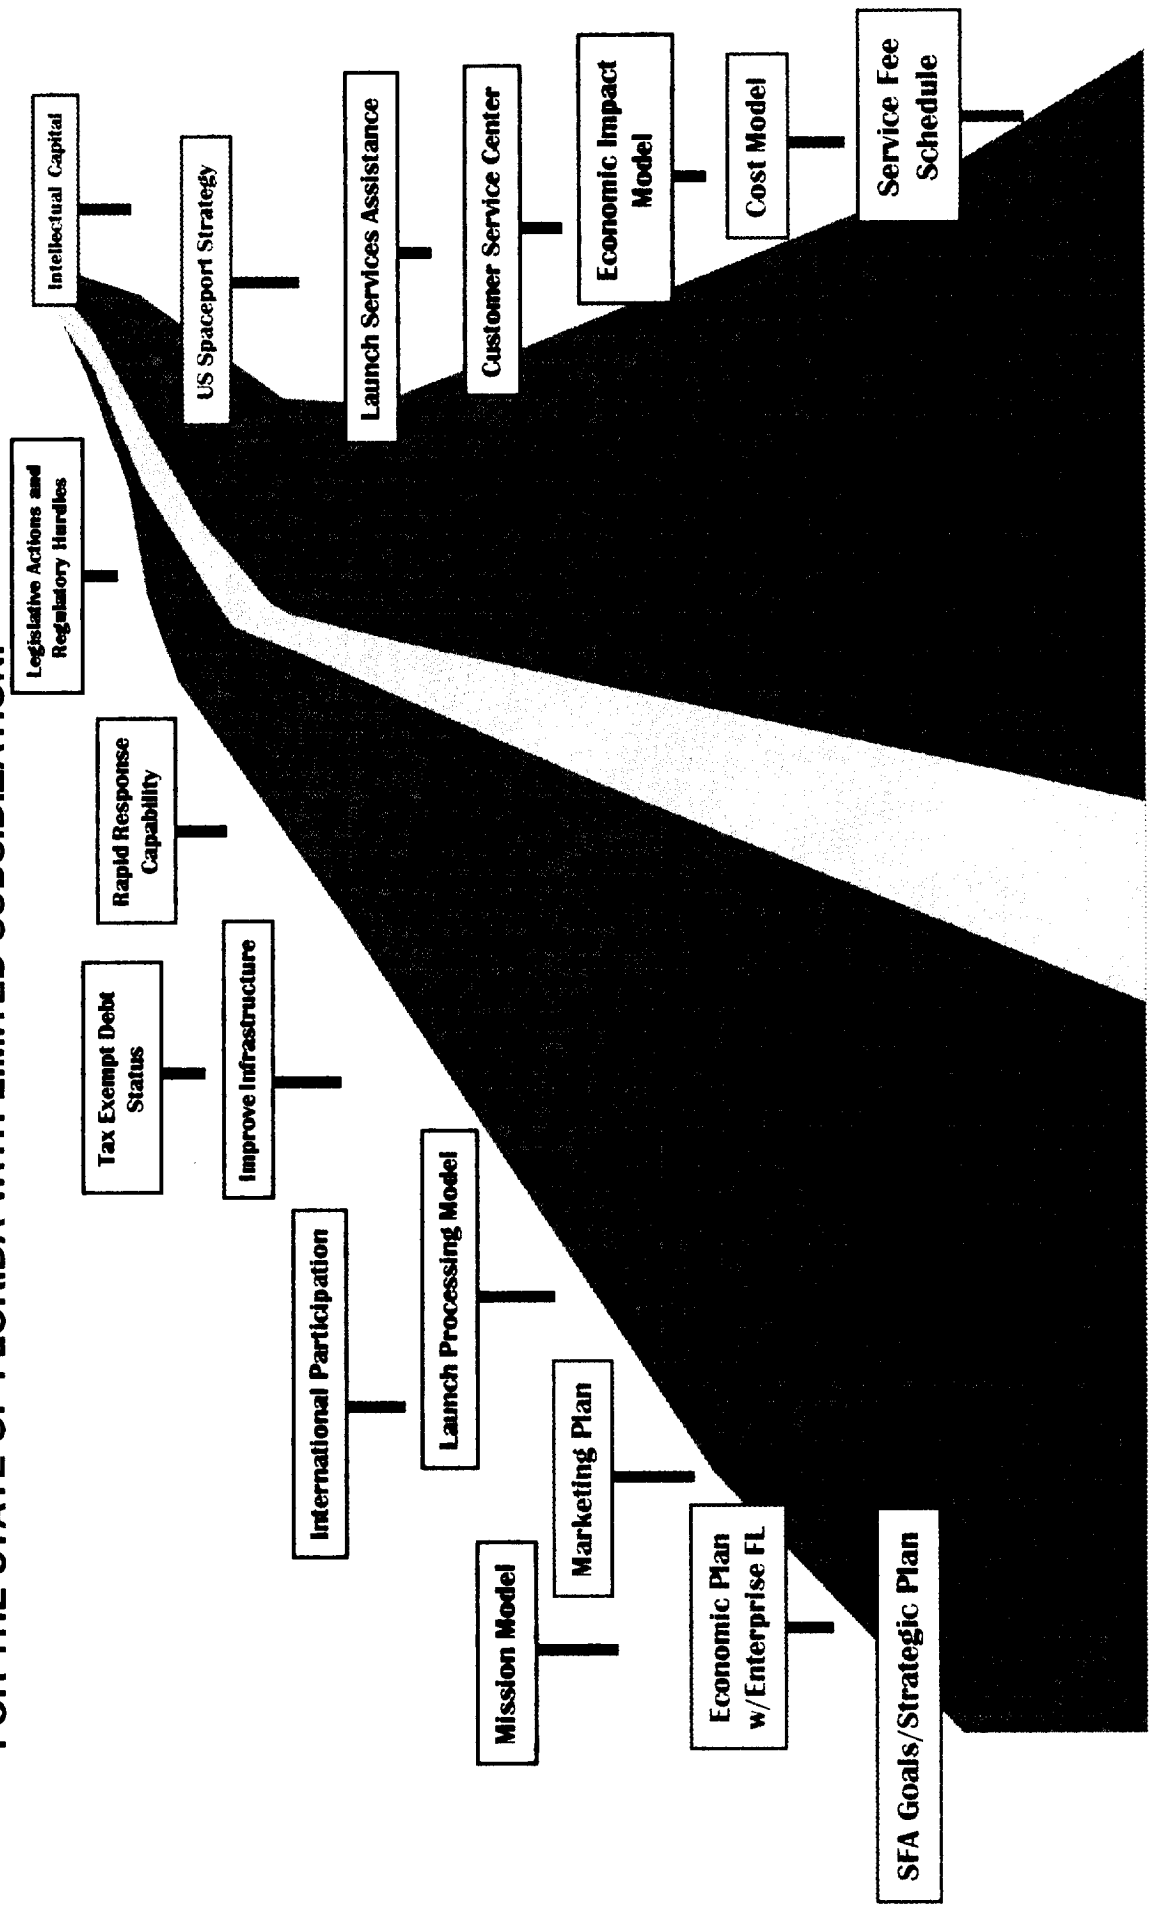 FOR THE STATE OF FLORIDA WITH LIMITED SUBSIDIZATION
Legislative Actions and
Regulatory Hurdles
Intellectual Capital
Tax Exempt Debt
Status
Rapid Response
Capability
US Spaceport Strategy
Improve Infrastructure
International Participation
Launch Services Assistance
Launch Processing Model
Customer Service Center
Mission Model
Marketing Plan
Economic Impact
Model
Economic Plan
w/Enterprise FL
Cost Model
SFA Goals/Strategic Plan
Service Fee
Schedule